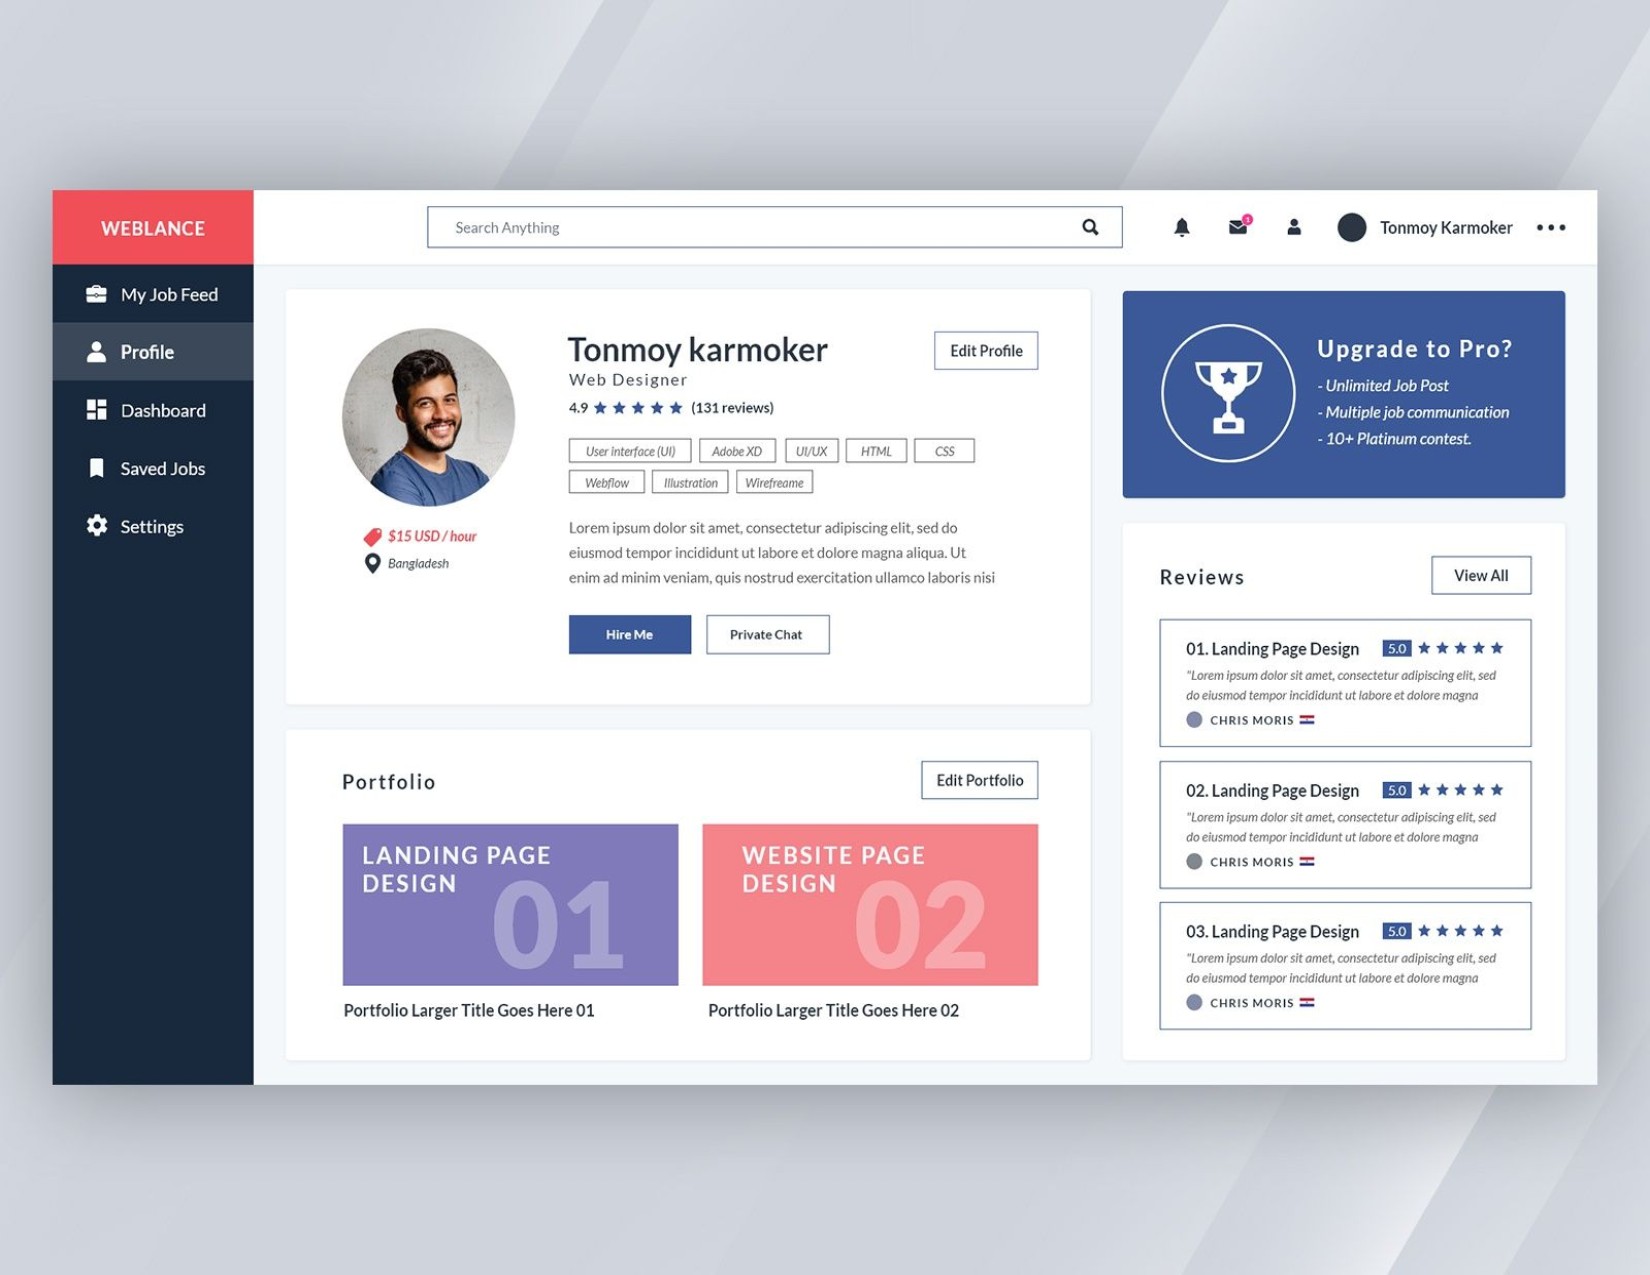 WEBLANCE
Search Anything
1
Tonmoy Karmoker
My Job Feed
Profile
Dashboard
Saved Jobs
Settings
Tonmoy karmoker
Edit Profile
Web Designer
4.9 ★ ★ ★ ★ ★ (131 reviews)
User interface (UI) Adobe XD UI/UX HTML CSS
Webflow Illustration Wirefreame
$15 USD / hour
Bangladesh
Lorem ipsum dolor sit amet, consectetur adipiscing elit, sed do
eiusmod tempor incididunt ut labore et dolore magna aliqua. Ut
enim ad minim veniam, quis nostrud exercitation ullamco laboris nisi
Hire Me Private Chat
Portfolio
Edit Portfolio
LANDING PAGE
DESIGN
01
Portfolio Larger Title Goes Here 01
WEBSITE PAGE
DESIGN
02
Portfolio Larger Title Goes Here 02
Upgrade to Pro?
- Unlimited Job Post
- Multiple job communication
- 10+ Platinum contest.
Reviews
View All
01. Landing Page Design 5.0 ★ ★ ★ ★ ★
"Lorem ipsum dolor sit amet, consectetur adipiscing elit, sed
do eiusmod tempor incididunt ut labore et dolore magna
CHRIS MORIS
02. Landing Page Design 5.0 ★ ★ ★ ★ ★
"Lorem ipsum dolor sit amet, consectetur adipiscing elit, sed
do eiusmod tempor incididunt ut labore et dolore magna
CHRIS MORIS
03. Landing Page Design 5.0 ★ ★ ★ ★ ★
"Lorem ipsum dolor sit amet, consectetur adipiscing elit, sed
do eiusmod tempor incididunt ut labore et dolore magna
CHRIS MORIS